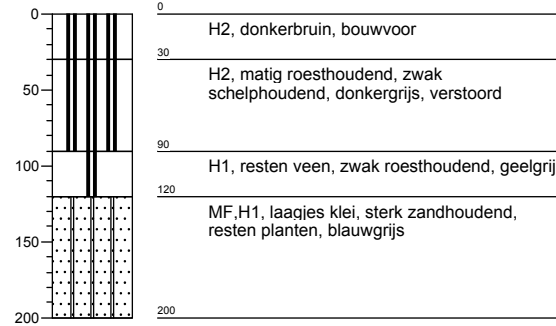 0
50
100
150
200
0
H2, donkerbruin, bouwvoor
30
H2, matig roesthoudend, zwak
schelphoudend, donkergrijs, verstoord
90
H1, resten veen, zwak roesthoudend, geelgrij
120
MF,H1, laagjes klei, sterk zandhoudend,
resten planten, blauwgrijs
200